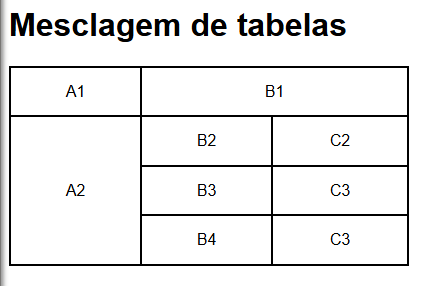 Mesclagem de tabelas
A1 B1
B2 C2
A2 B3 C3
B4 C3